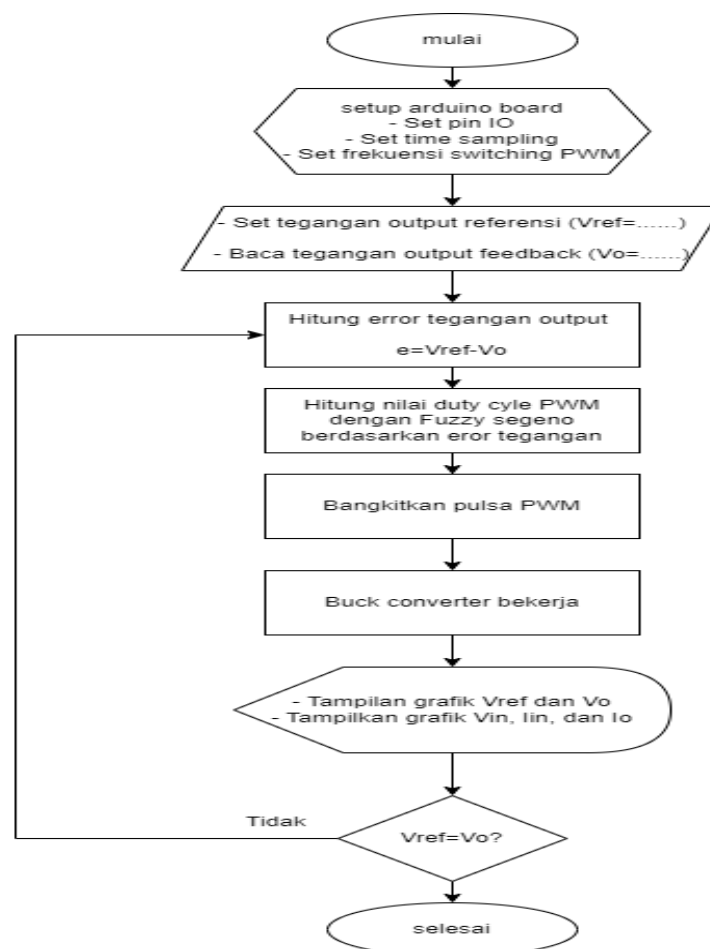 mulai
setup arduino board
- Set pin IO
- Set time sampling
- Set frekuensi switching PWM
- Set tegangan output referensi (Vref=......)
- Baca tegangan output feedback (Vo=......)
Hitung error tegangan output
e=Vref-Vo
Hitung nilai duty cyle PWM
dengan Fuzzy segeno
berdasarkan eror tegangan
Bangkitkan pulsa PWM
Buck converter bekerja
- Tampilan grafik Vref dan Vo
- Tampilkan grafik Vin, Iin, dan Io
Tidak
Vref=Vo?
selesai